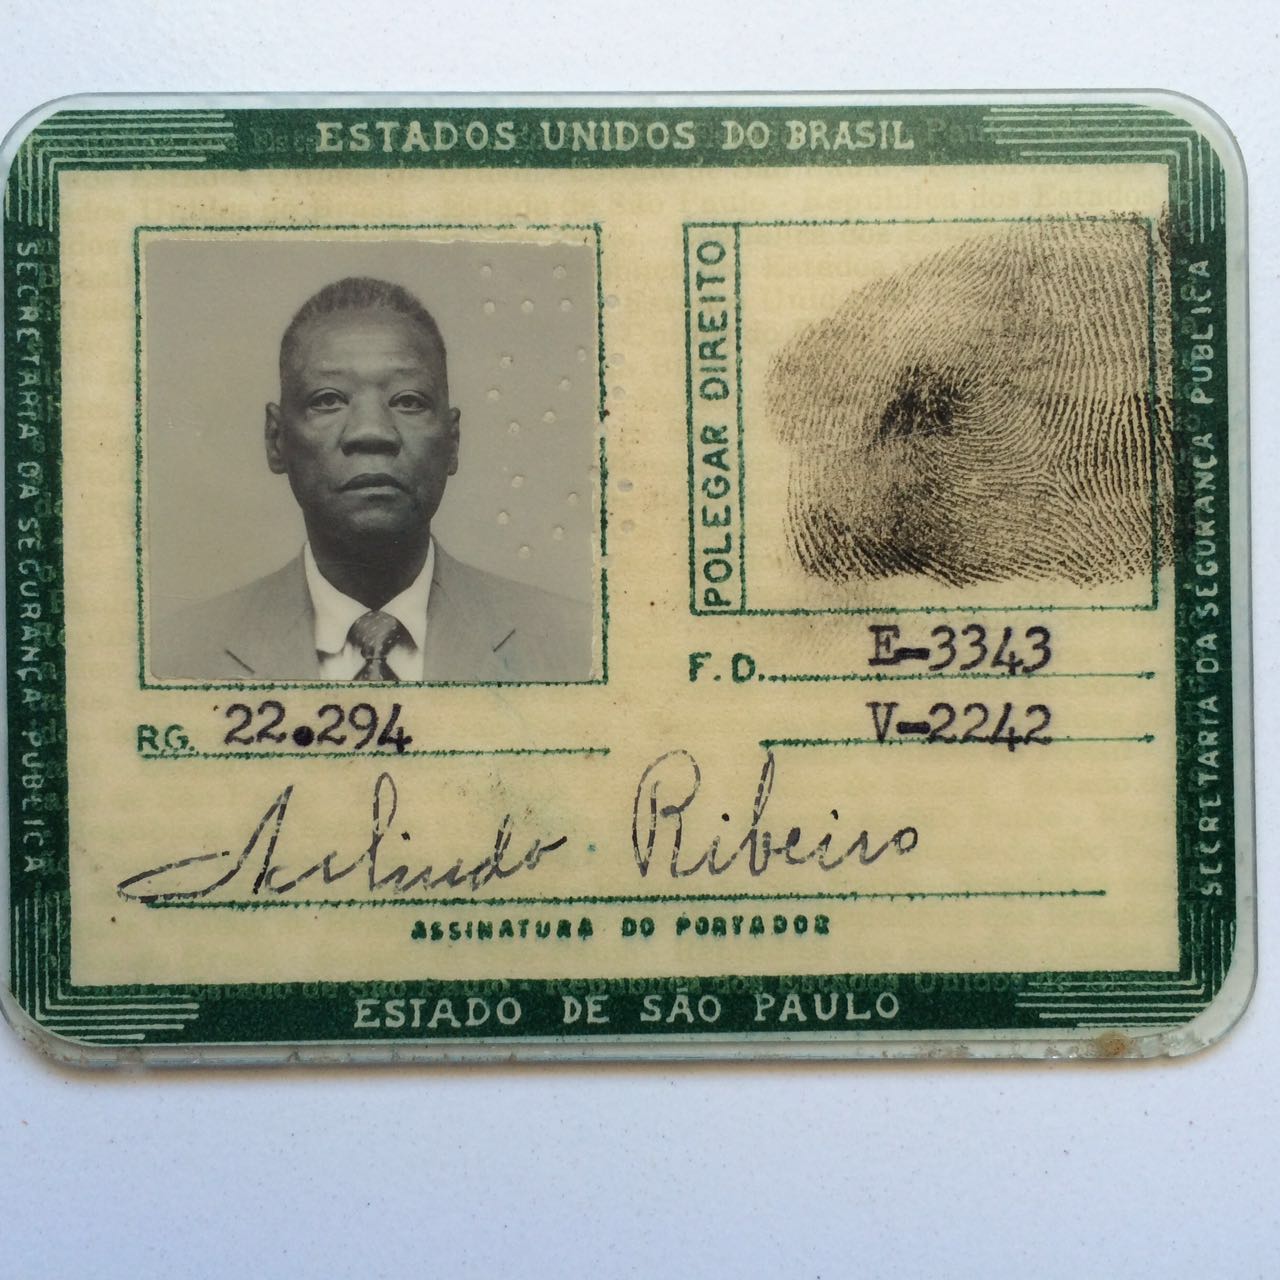 ESTADOS UNIDOS DO BRASIL
SECRETARIA DA SEGURANÇA PUBLICA
POLEGAR DIREITO
SECRETARIA DA SEGURANÇA PUBLICA
F. D. E-3343
RG. 22.294
V-2242
Arlindo Ribeiro
ASSINATURA DO PORTADOR
ESTADO DE SÃO PAULO